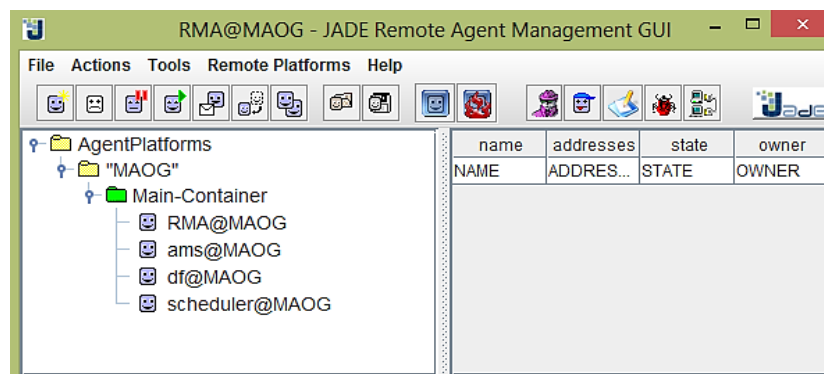 RMA@MAOG - JADE Remote Agent Management GUI
File Actions Tools Remote Platforms Help
Jade
AgentPlatforms
"MAOG"
Main-Container
RMA@MAOG
ams@MAOG
df@MAOG
scheduler@MAOG
name addresses state owner
NAME ADDRES... STATE OWNER